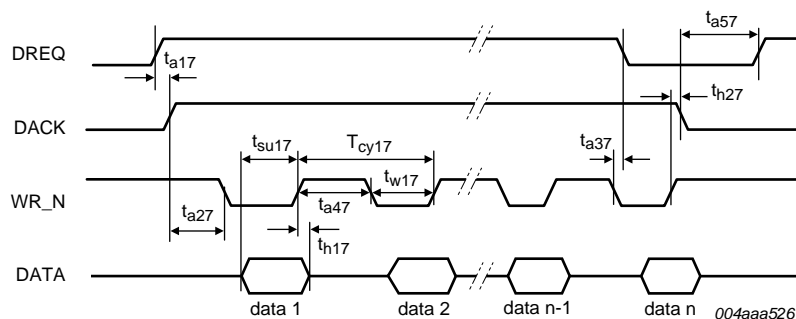 DREQ
ta17
ta57
DACK
th27
tsu17
Tcy17
ta37
WR_N
tw17
ta27
ta47
th17
DATA
data 1
data 2
data n-1
data n
004aaa526